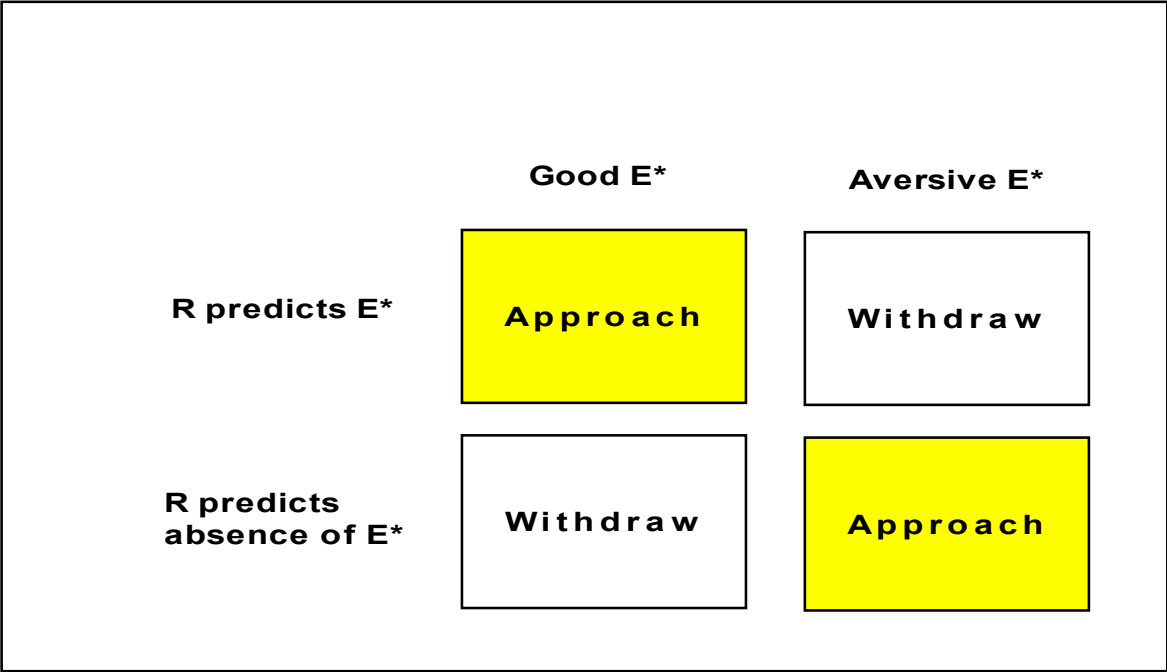 Good E*
Aversive E*
R predicts E*
Approach
Withdraw
R predicts
absence of E*
Withdraw
Approach